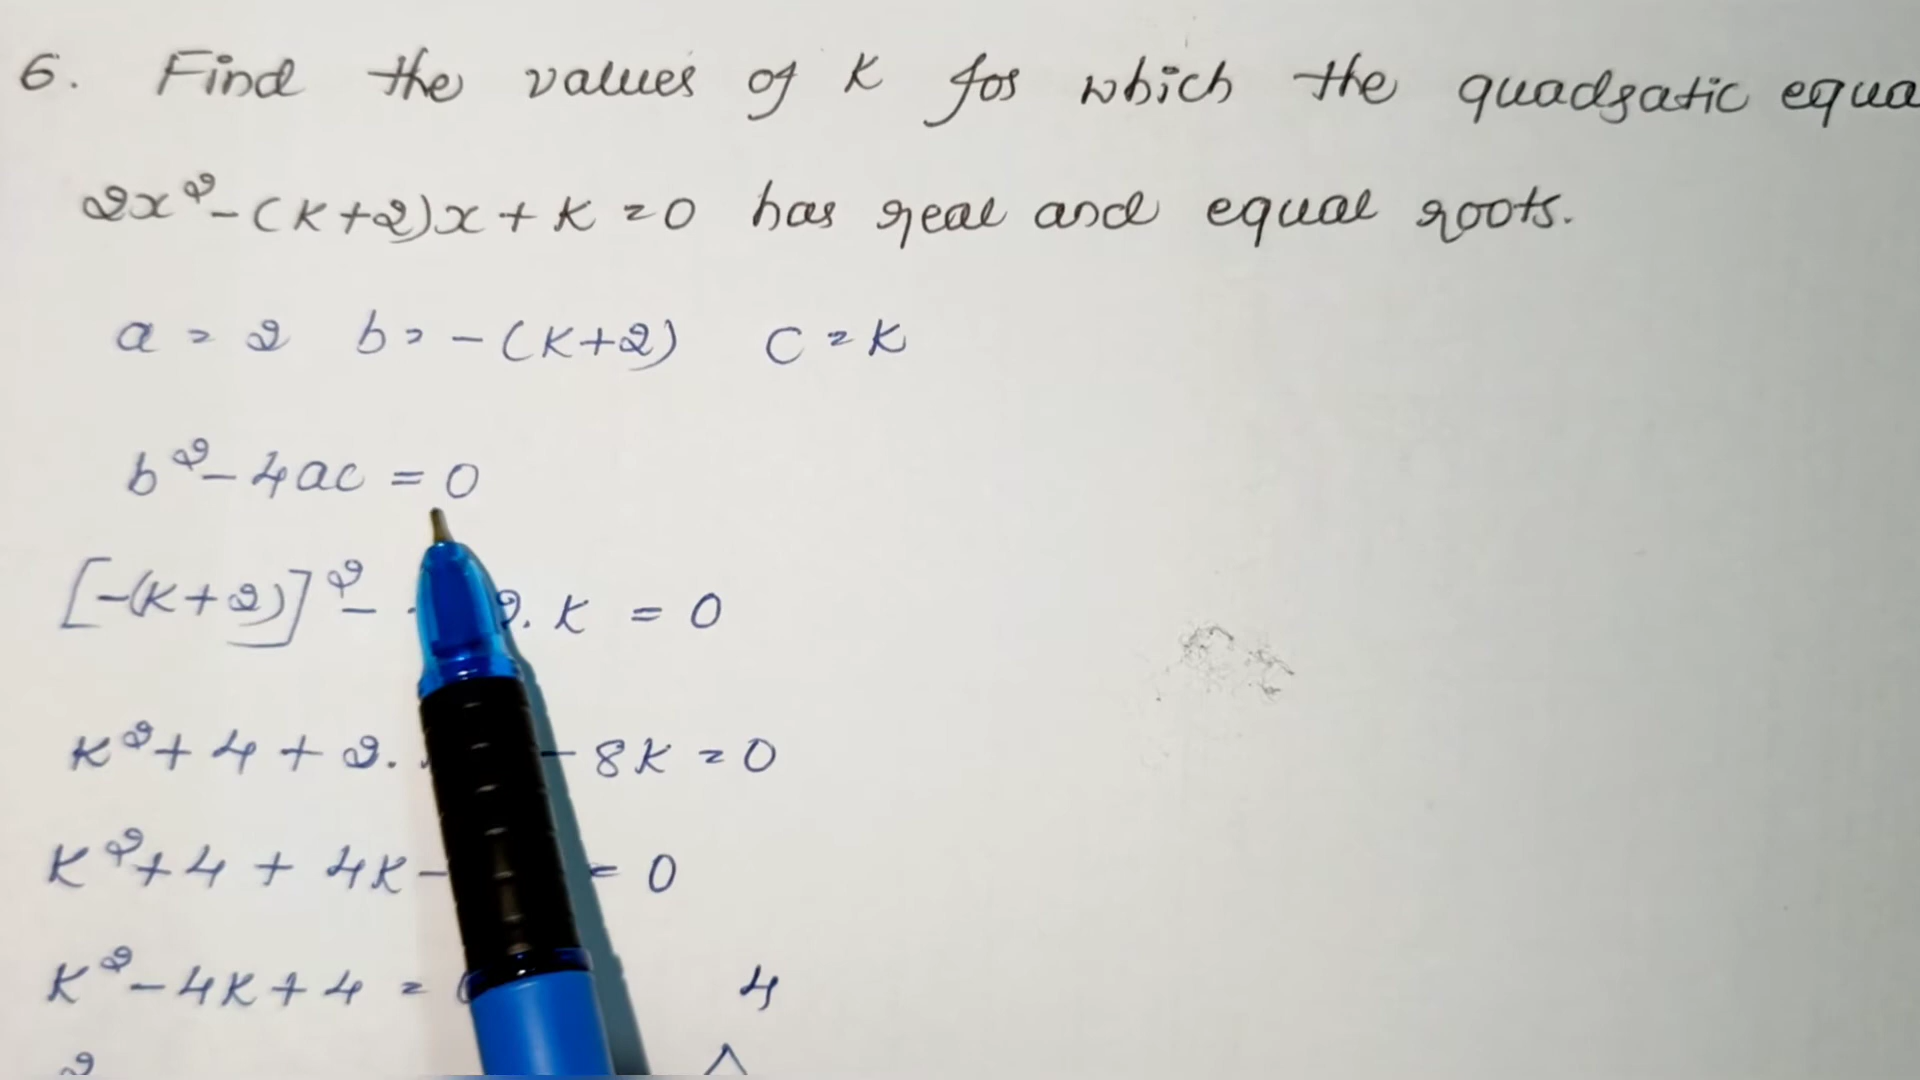 6. Find the values of K for which the quadratic equa
2x²-(K+2)x+K=0 has real and equal roots.
a = 2 b = -(K+2) C = K
b²-4ac = 0
[-(K+2)]² - 2.K = 0
K²+4+2. -8K=0
K²+4+4K- = 0
K²-4K+4 = 4
2